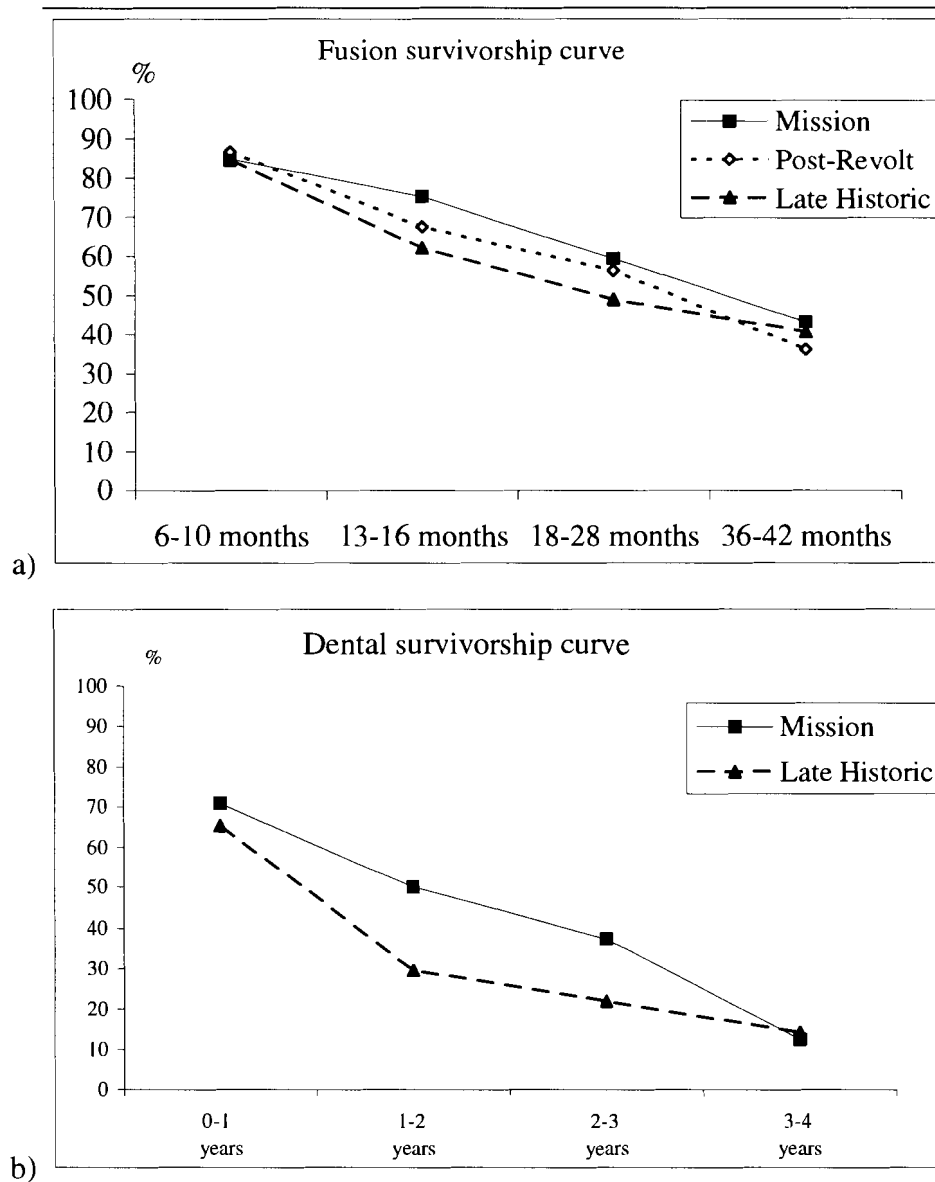 Fusion survivorship curve
%
100
90
80
70
60
50
40
30
20
10
0
Mission
Post-Revolt
Late Historic
6-10 months 13-16 months 18-28 months 36-42 months
a)
Dental survivorship curve
%
100
90
80
70
60
50
40
30
20
10
0
Mission
Late Historic
0-1 1-2 2-3 3-4
years years years years
b)